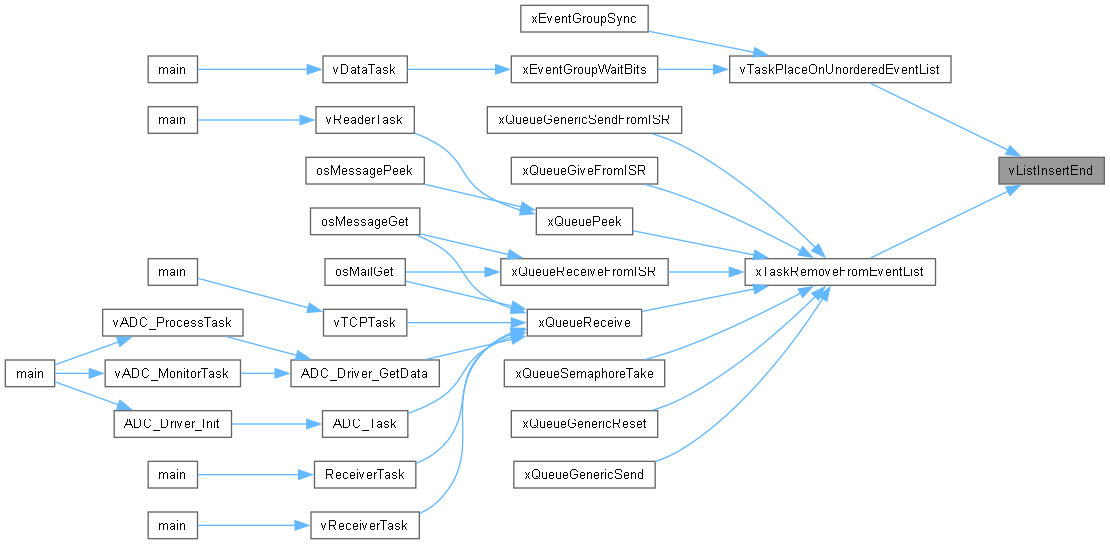 xEventGroupSync
main
vDataTask
xEventGroupWaitBits
vTaskPlaceOnUnorderedEventList
main
vReaderTask
xQueueGenericSendFromISR
osMessagePeek
xQueueGiveFromISR
vListInsertEnd
osMessageGet
xQueuePeek
main
osMailGet
xQueueReceiveFromISR
xTaskRemoveFromEventList
vADC_ProcessTask
vTCPTask
xQueueReceive
main
vADC_MonitorTask
ADC_Driver_GetData
xQueueSemaphoreTake
ADC_Driver_Init
ADC_Task
xQueueGenericReset
main
ReceiverTask
xQueueGenericSend
main
vReceiverTask